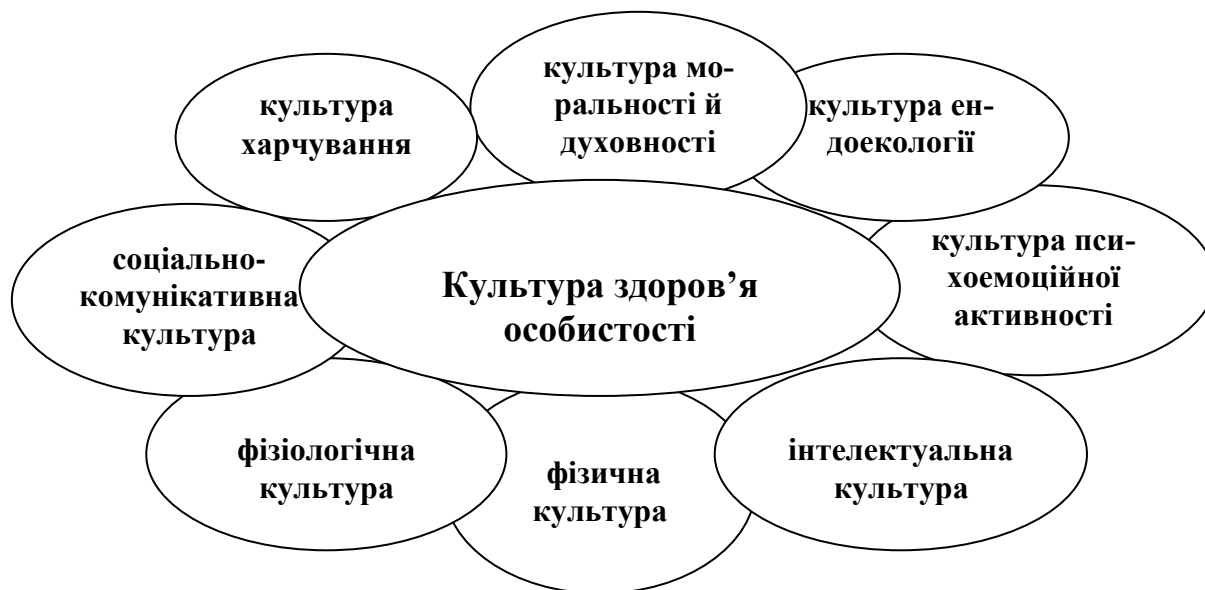 культура мо-
ральності й
духовності
культура
харчування
культура ен-
доекології
соціально-
комунікативна
культура
Культура здоров’я
особистості
культура пси-
хоемоційної
активності
фізіологічна
культура
фізична
культура
інтелектуальна
культура